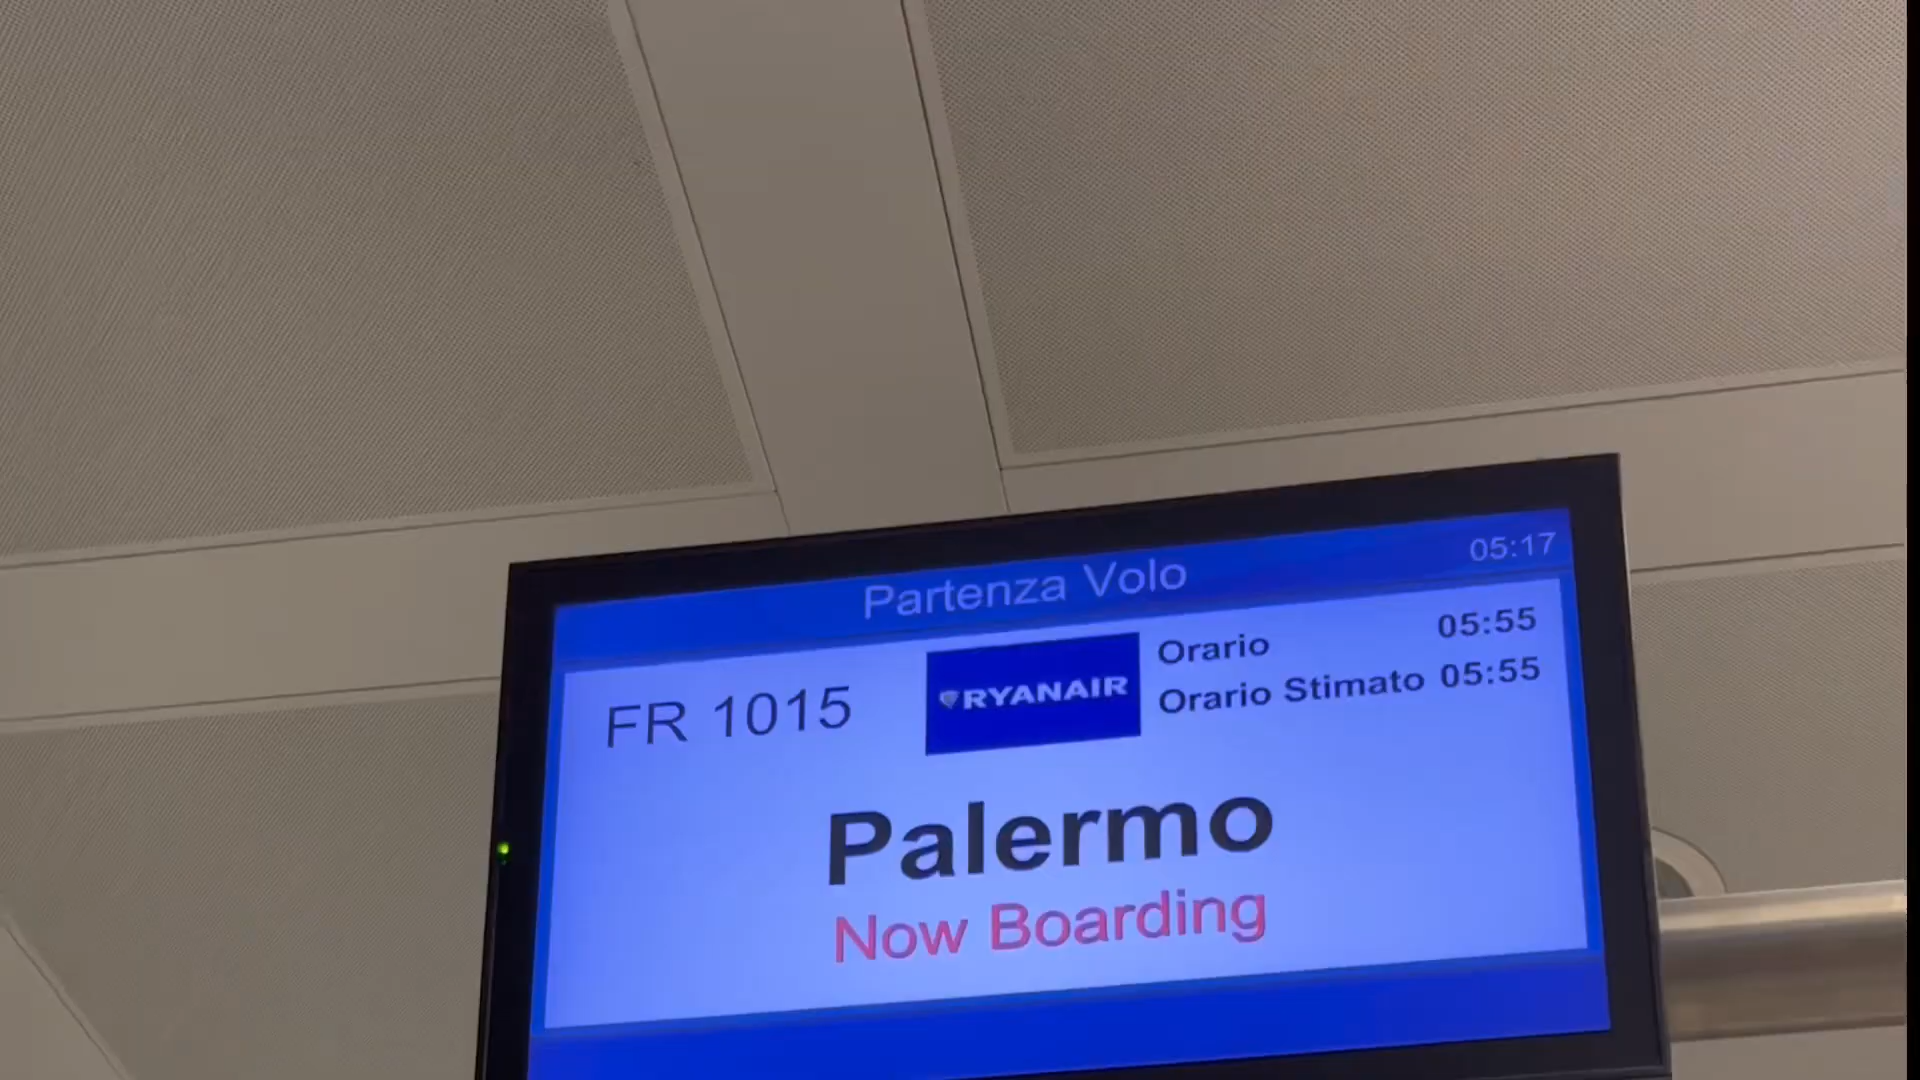 Partenza Volo
05:17
FR 1015
RYANAIR
Orario 05:55
Orario Stimato 05:55
Palermo
Now Boarding